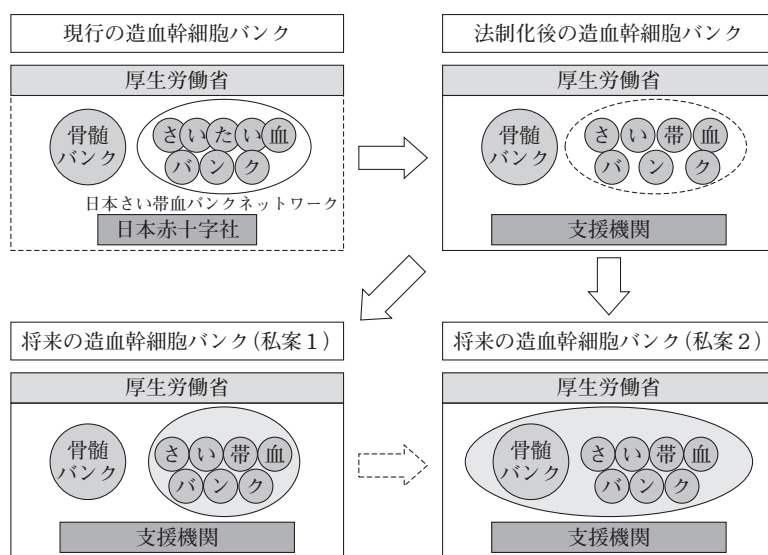 現行の造血幹細胞バンク
厚生労働省
骨髄
バンク
さいたい血
バンク
日本さい帯血バンクネットワーク
日本赤十字社
法制化後の造血幹細胞バンク
厚生労働省
骨髄
バンク
さい帯血
バンク
支援機関
将来の造血幹細胞バンク(私案1)
厚生労働省
骨髄
バンク
さい帯血
バンク
支援機関
将来の造血幹細胞バンク(私案2)
厚生労働省
骨髄
バンク
さい帯血
バンク
支援機関